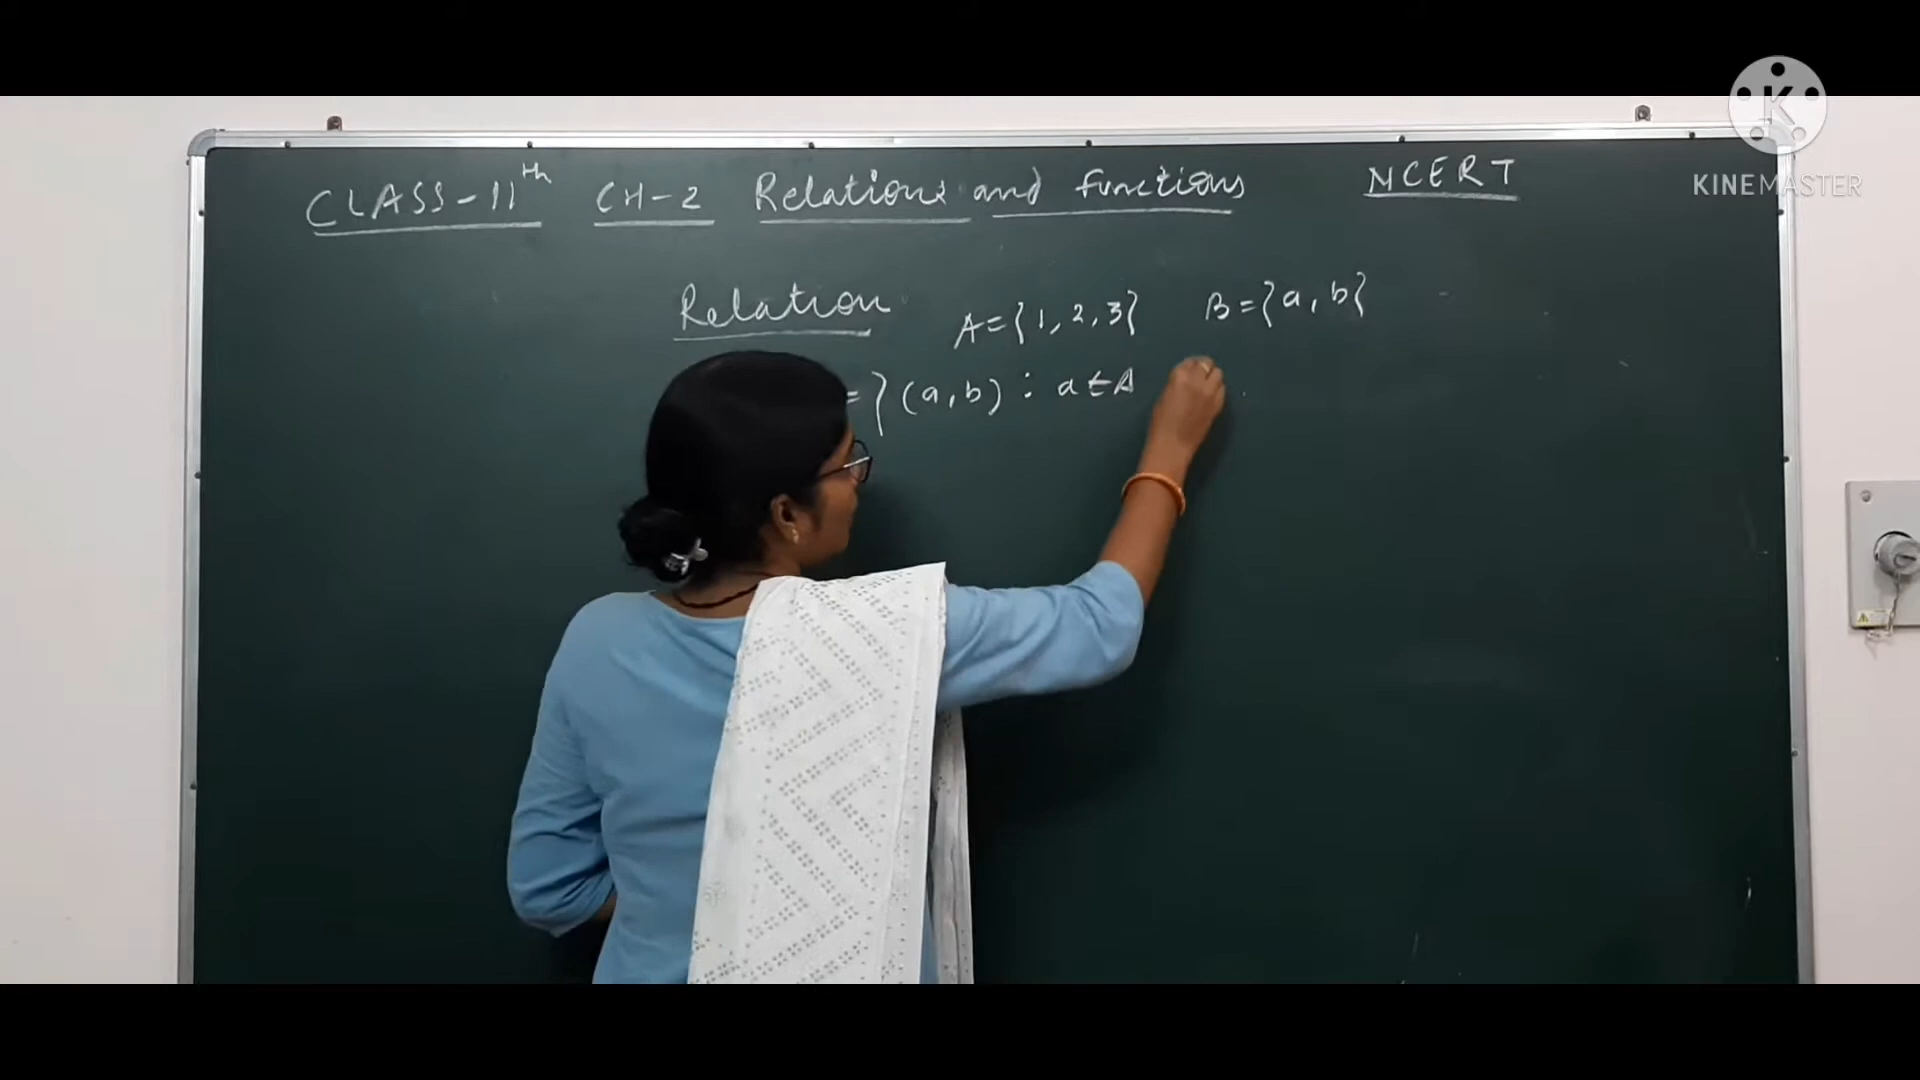 CLASS-11th CH-2 Relations and functions NCERT
KINEMASTER
Relation A={1,2,3} B={a,b}
={(a,b) : a∈A